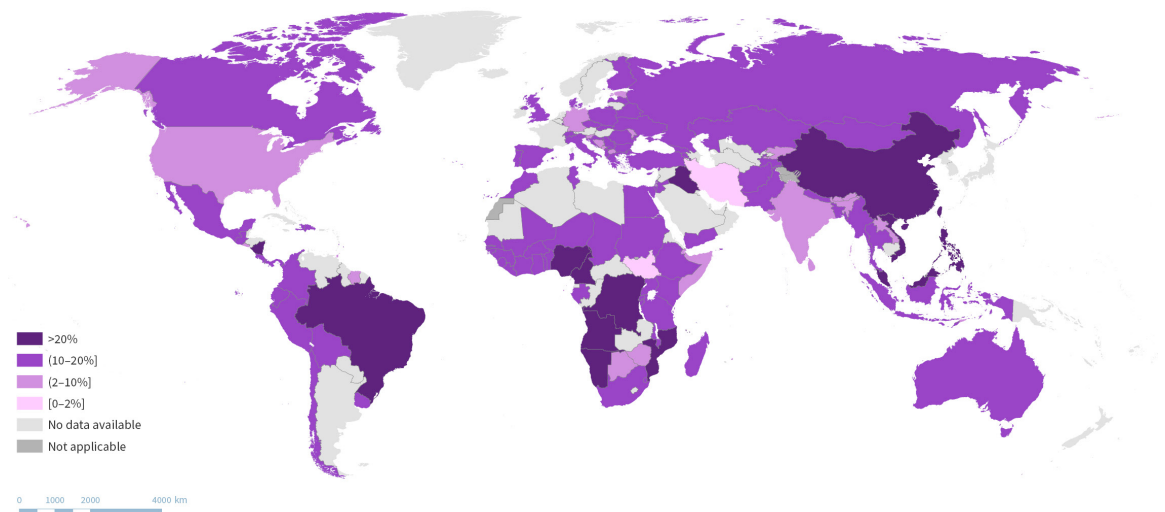 >20%
(10–20%]
(2–10%]
[0–2%]
No data available
Not applicable
0 1000 2000 4000 km